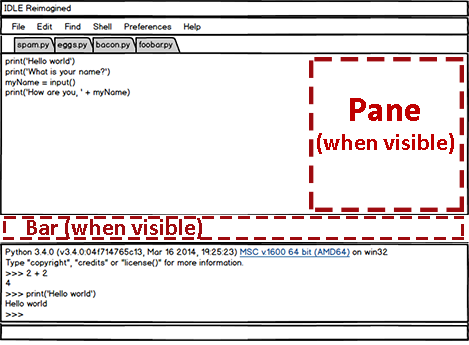 IDLE Reimagined
File Edit Find Shell Preferences Help
spam.py eggs.py bacon.py foobar.py
print('Hello world')
print('What is your name?')
myName = input()
print('How are you, ' + myName)
Pane
(when visible)
Bar (when visible)
Python 3.4.0 (v3.4.0:04f714765c13, Mar 16 2014, 19:25:23) [MSC v.1600 64 bit (AMD64)] on win32
Type "copyright", "credits" or "license()" for more information.
>>> 2 + 2
4
>>> print('Hello world')
Hello world
>>>